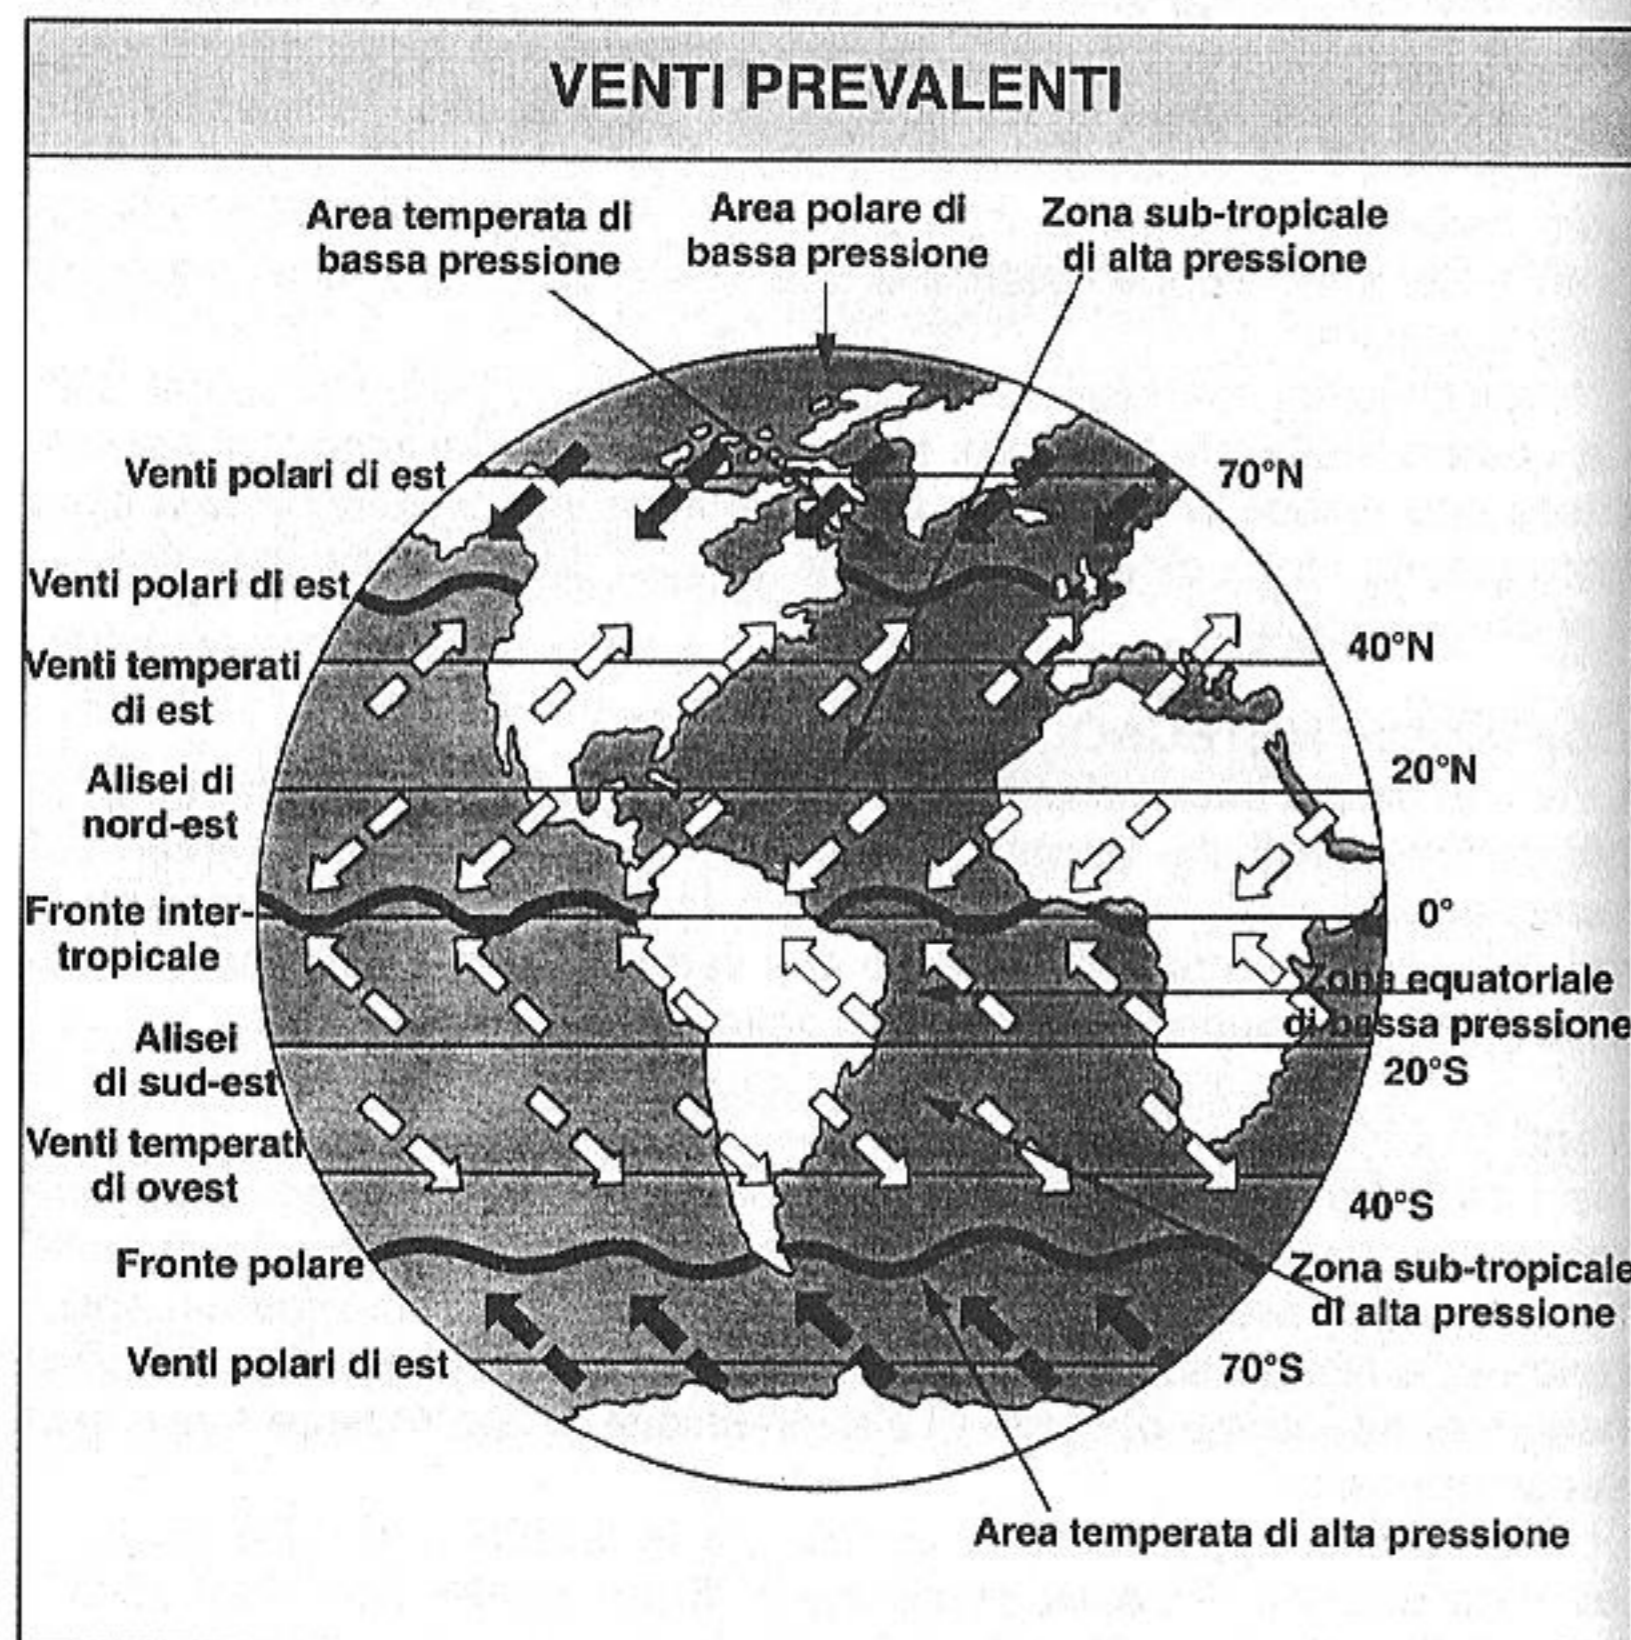 VENTI PREVALENTI
Area temperata di
bassa pressione
Area polare di
bassa pressione
Zona sub-tropicale
di alta pressione
Venti polari di est
70°N
Venti polari di est
Venti temperati
di est
40°N
Alisei di
nord-est
20°N
Fronte inter-
tropicale
0°
Zona equatoriale
di bassa pressione
Alisei
di sud-est
20°S
Venti temperati
di ovest
40°S
Fronte polare
Zona sub-tropicale
di alta pressione
Venti polari di est
70°S
Area temperata di alta pressione